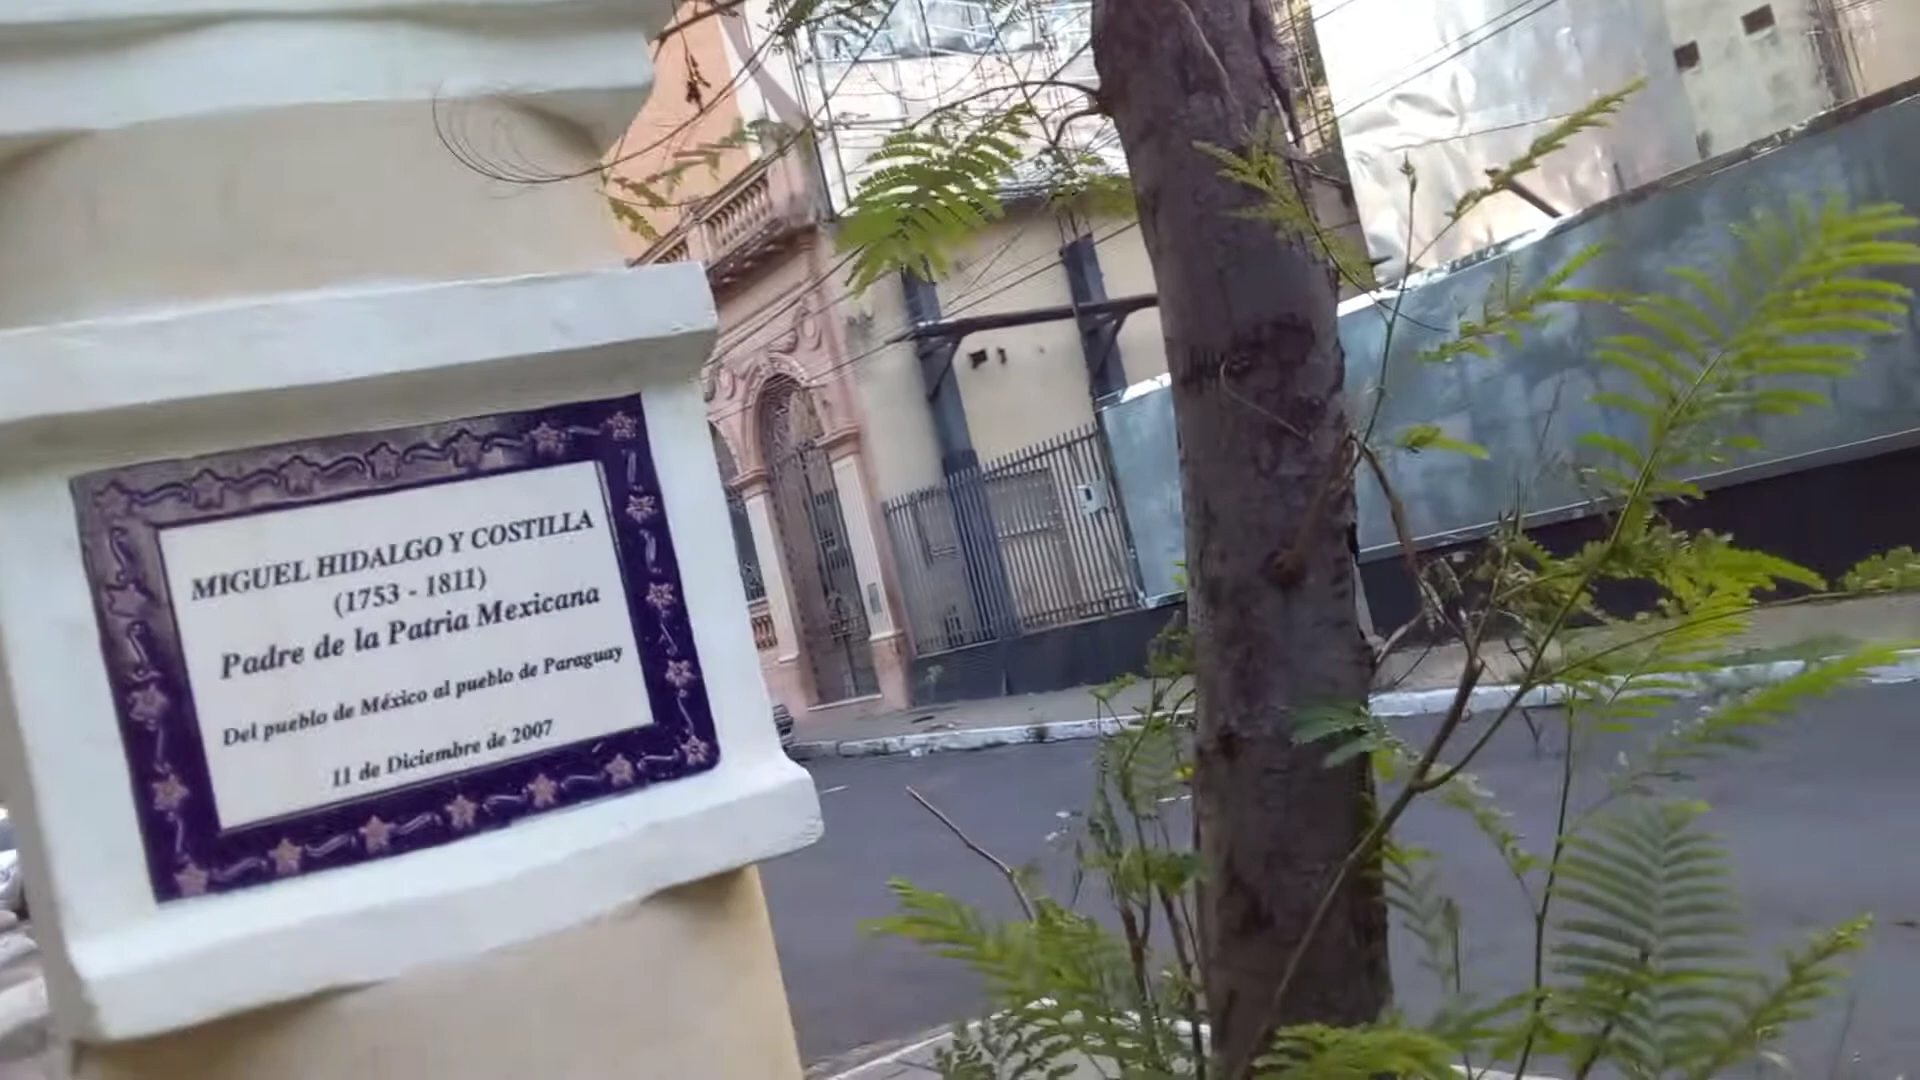 MIGUEL HIDALGO Y COSTILLA
(1753 - 1811)
Padre de la Patria Mexicana
Del pueblo de México al pueblo de Paraguay
11 de Diciembre de 2007